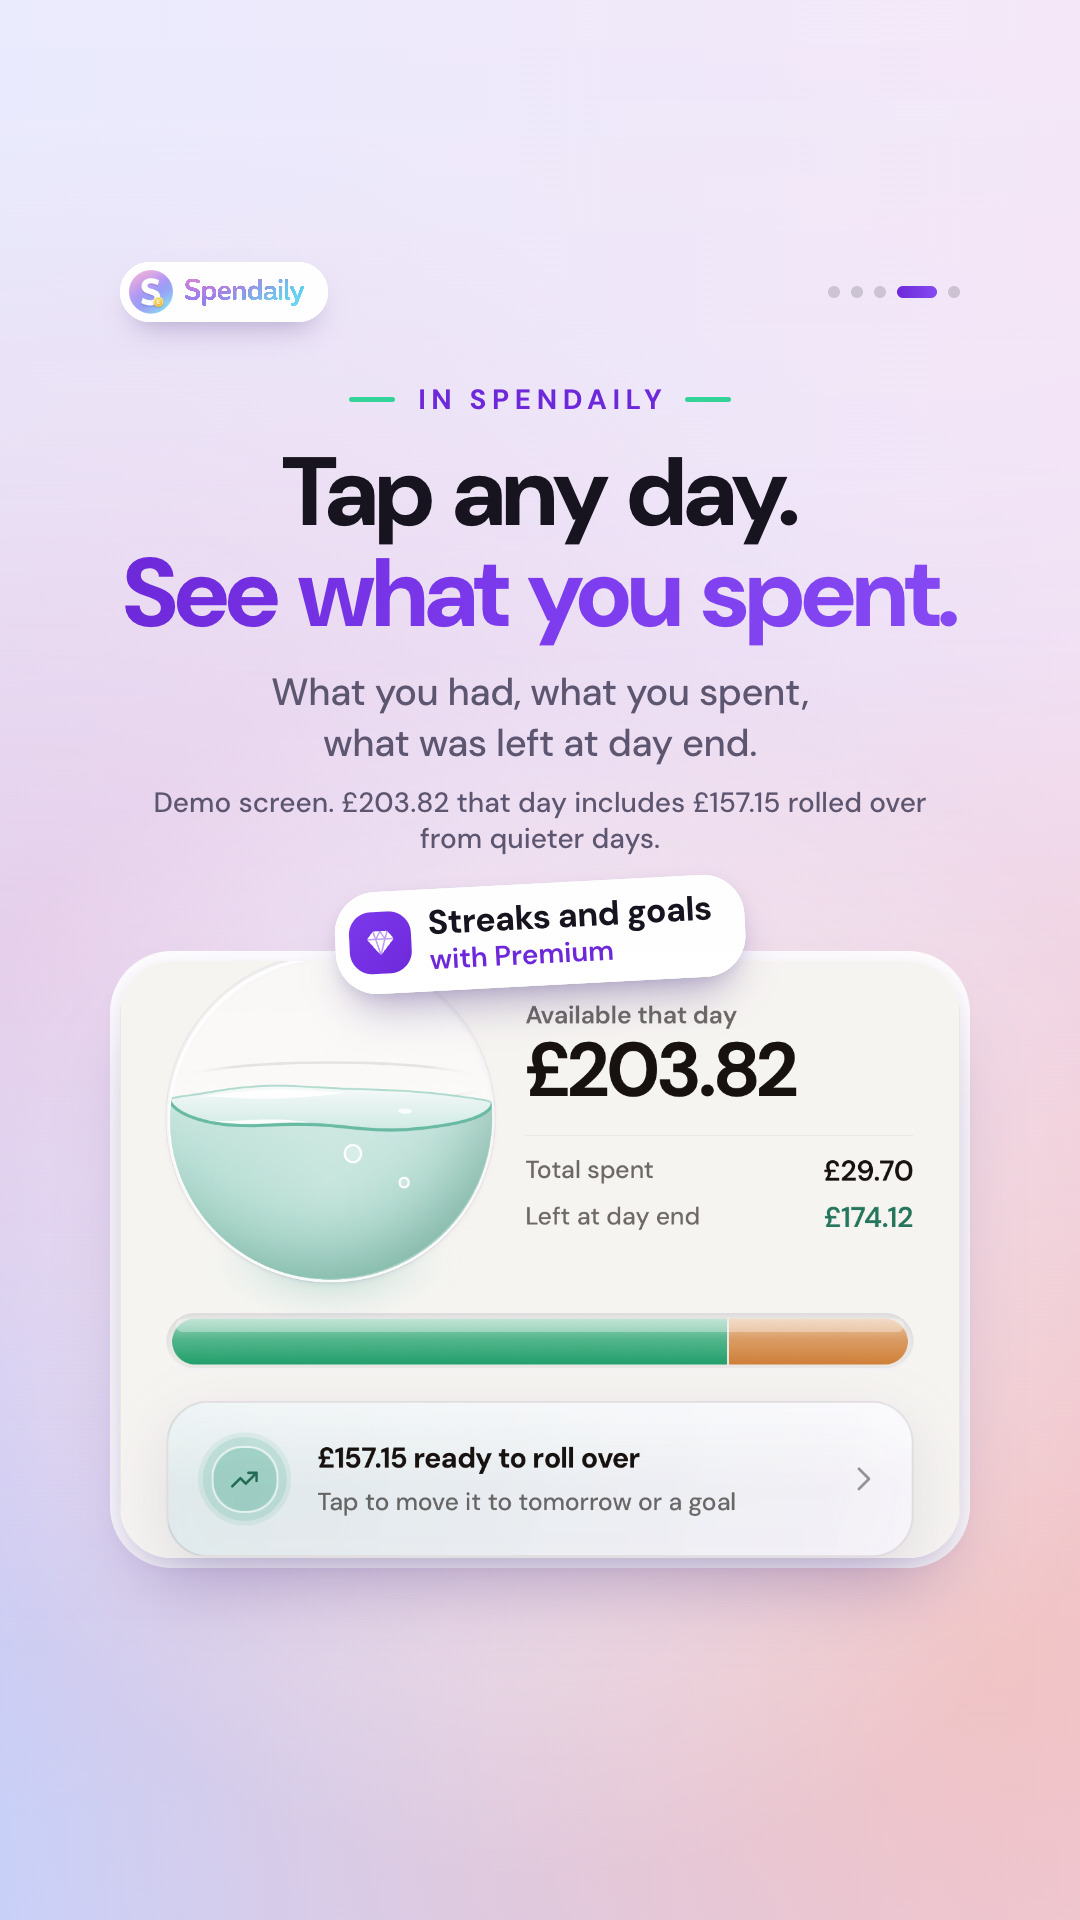 Spendaily
IN SPENDAILY
Tap any day.
See what you spent.
What you had, what you spent,
what was left at day end.
Demo screen. £203.82 that day includes £157.15 rolled over
from quieter days.
Streaks and goals
with Premium
Available that day
£203.82
Total spent £29.70
Left at day end £174.12
£157.15 ready to roll over
Tap to move it to tomorrow or a goal